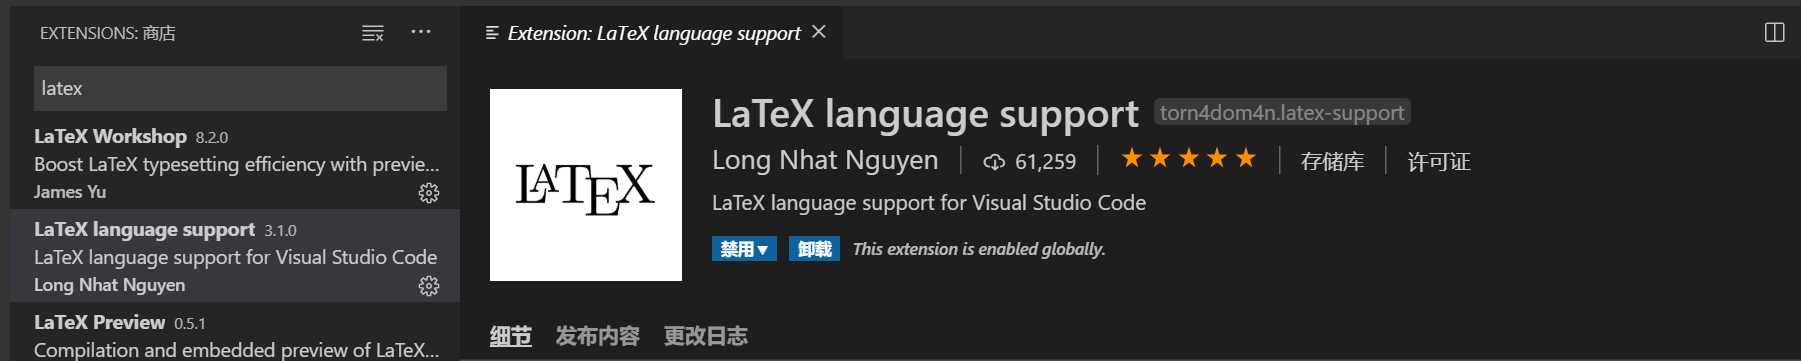 EXTENSIONS: 商店
latex
LaTeX Workshop 8.2.0
Boost LaTeX typesetting efficiency with previe...
James Yu
LaTeX language support 3.1.0
LaTeX language support for Visual Studio Code
Long Nhat Nguyen
LaTeX Preview 0.5.1
Compilation and embedded preview of LaTeX...
Extension: LaTeX language support
LATEX
LaTeX language support torn4dom4n.latex-support
Long Nhat Nguyen 61,259 存储库 许可证
LaTeX language support for Visual Studio Code
禁用 卸载 This extension is enabled globally.
细节 发布内容 更改日志